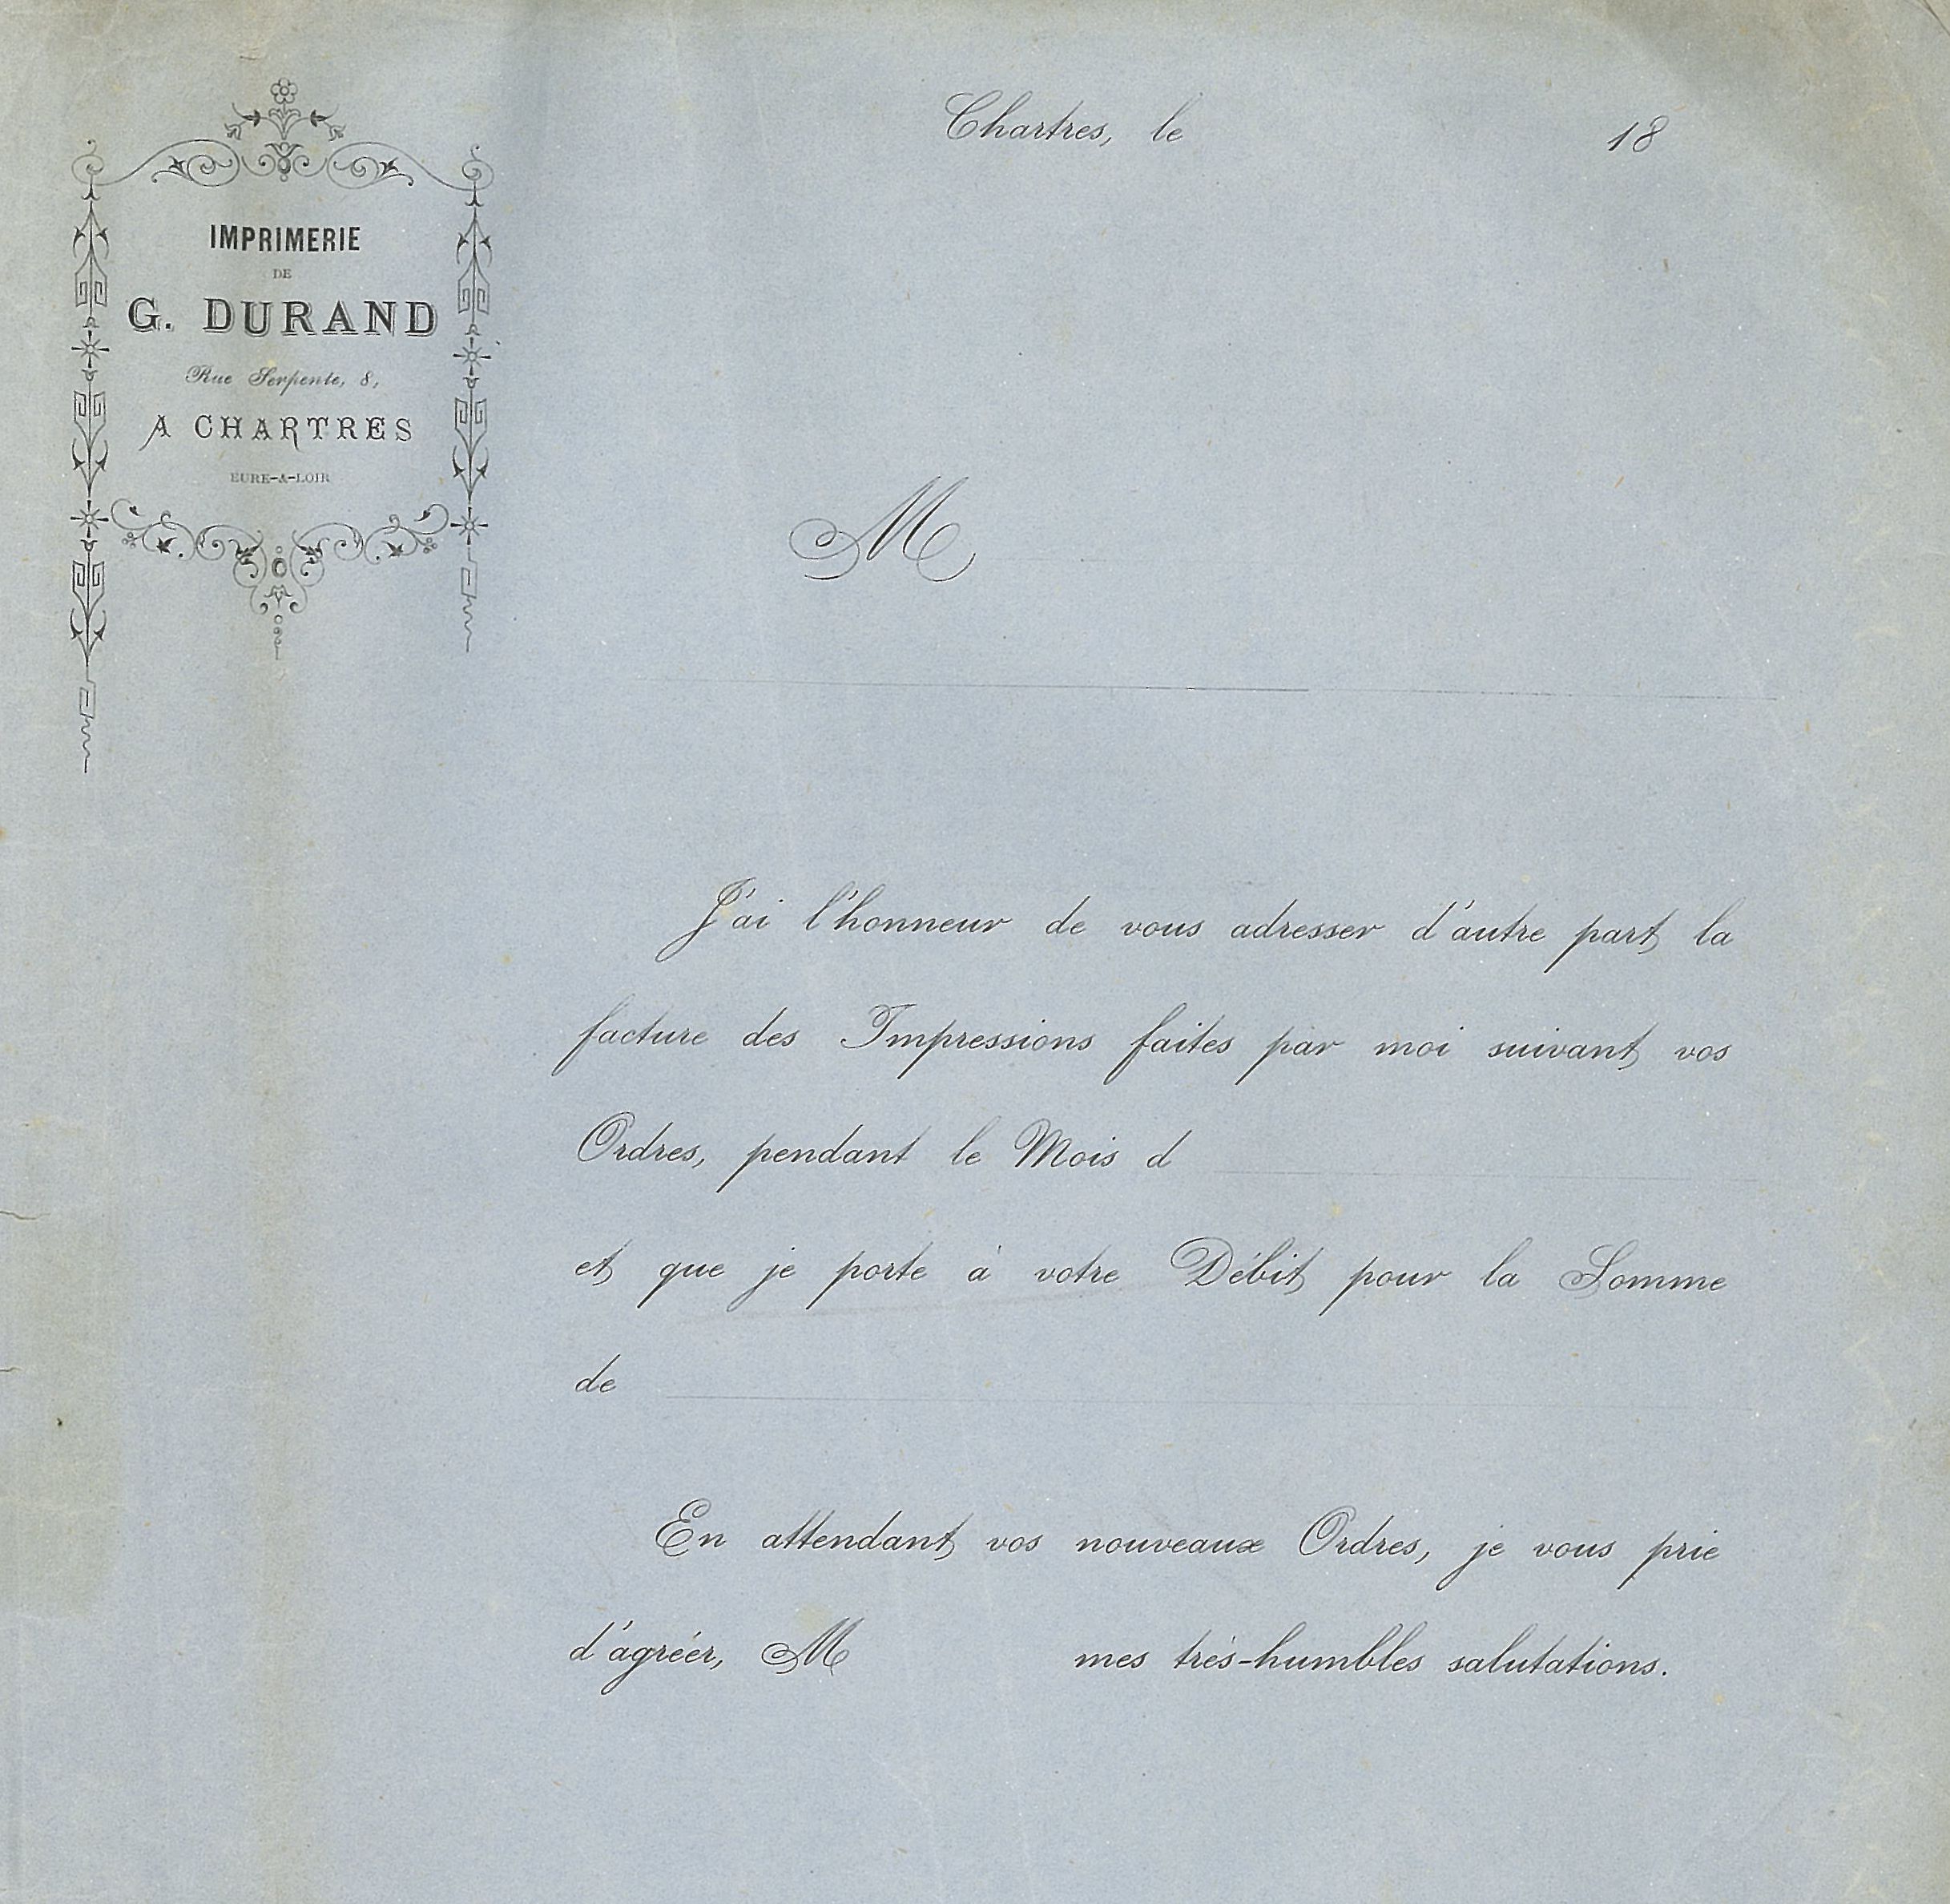 IMPRIMERIE
DE
G. DURAND
Rue Serpente, 8,
A CHARTRES
EURE-&-LOIR
Chartres, le 18
M
J'ai l'honneur de vous adresser d'autre part la
facture des Impressions faites par moi suivant vos
Ordres, pendant le Mois d
et que je porte à votre Débit pour la Somme
de
En attendant vos nouveaux Ordres, je vous prie
d'agréer, M mes très-humbles salutations.